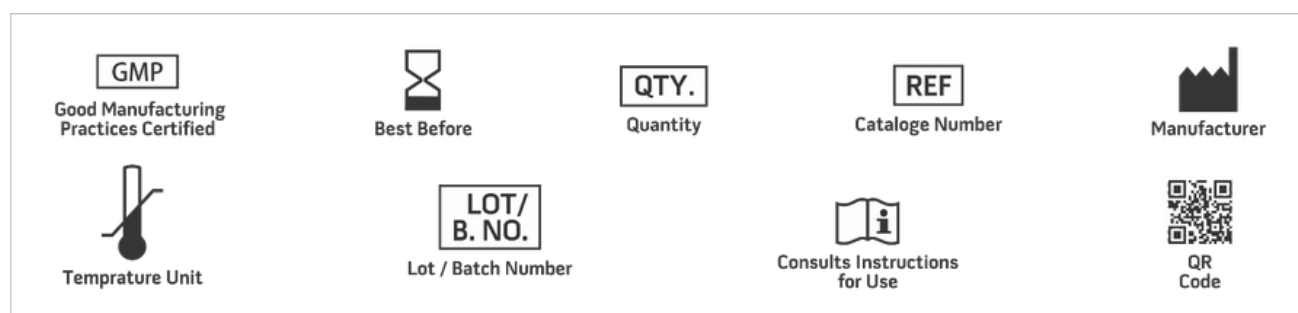 GMP
Good Manufacturing
Practices Certified
Best Before
QTY.
Quantity
REF
Cataloge Number
Manufacturer
Temprature Unit
LOT/
B. NO.
Lot / Batch Number
i
Consults Instructions
for Use
QR
Code